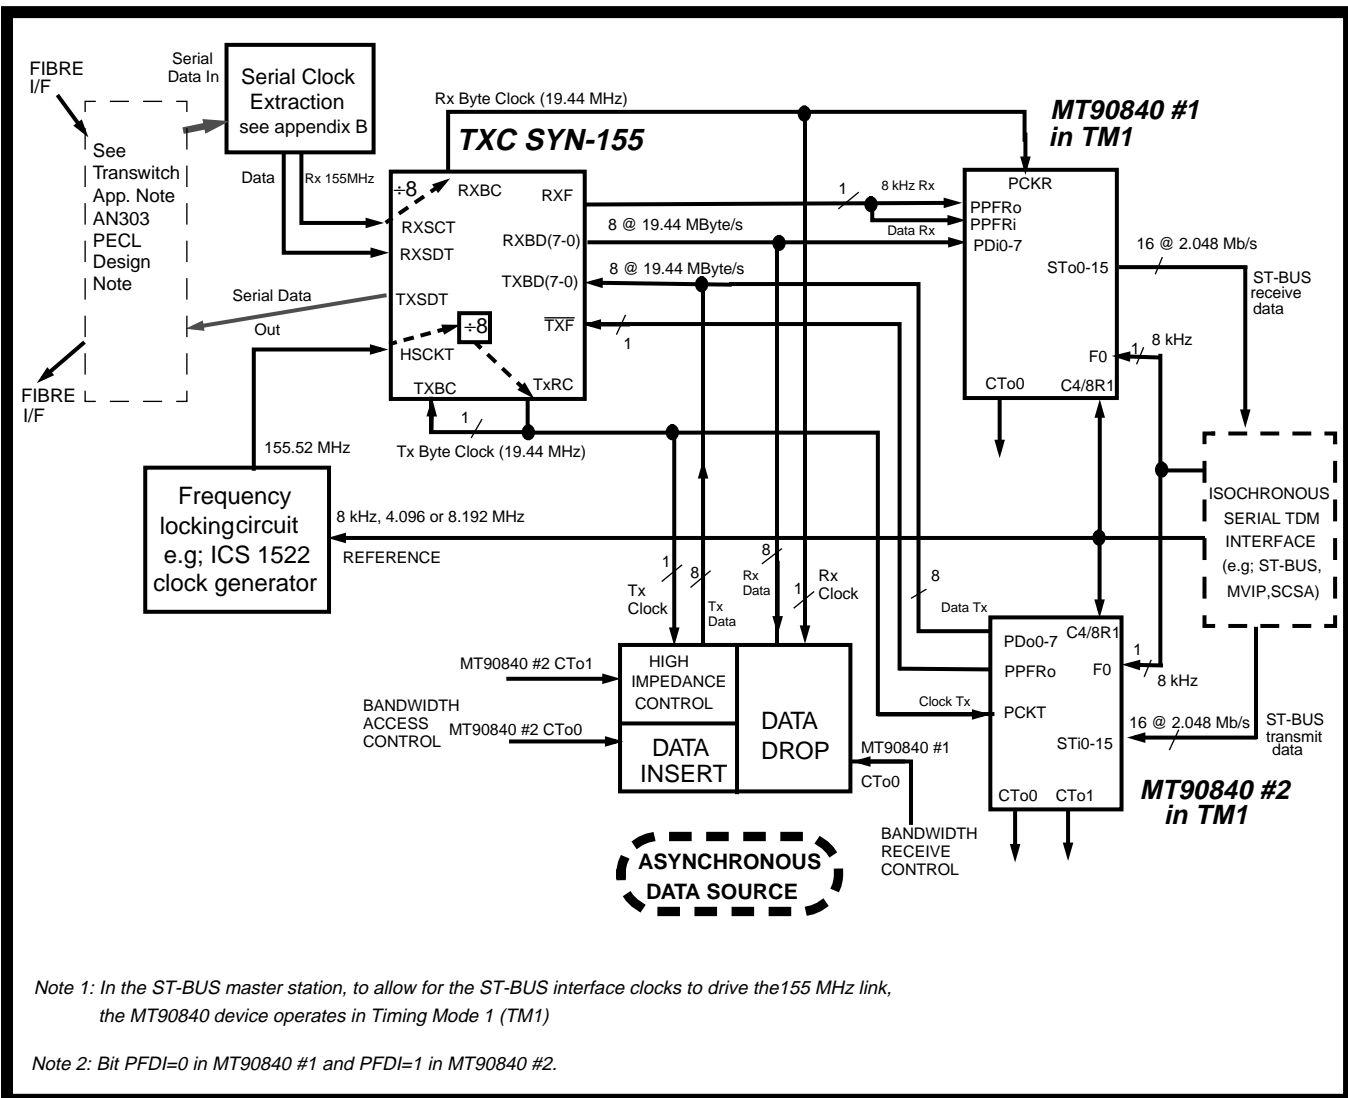 FIBRE
I/F
Serial
Data In
Serial Clock
Extraction
see appendix B
See
Transwitch
App. Note
AN303
PECL
Design
Note
Data
Rx 155MHz
Rx Byte Clock (19.44 MHz)
TXC SYN-155
MT90840 #1
in TM1
÷8
RXBC
RXF
RXSCT
RXSDT
RXBD(7-0)
TXSDT
TXBD(7-0)
÷8
TXF
HSCKT
TXBC
TxRC
1
8 kHz Rx
8 @ 19.44 MByte/s
Data Rx
8 @ 19.44 MByte/s
1
PCKR
PPFRo
PPFRi
PDi0-7
STo0-15
F0
CTo0
C4/8R1
16 @ 2.048 Mb/s
ST-BUS
receive
data
1
8 kHz
Serial Data
Out
FIBRE
I/F
1
Tx Byte Clock (19.44 MHz)
155.52 MHz
Frequency
lockingcircuit
e.g; ICS 1522
clock generator
8 kHz, 4.096 or 8.192 MHz
REFERENCE
ISOCHRONOUS
SERIAL TDM
INTERFACE
(e.g; ST-BUS,
MVIP,SCSA)
1
Tx
Clock
8
Tx
Data
8
Rx
Data
1
Rx
Clock
8
Data Tx
PDo0-7
C4/8R1
PPFRo
F0
PCKT
STi0-15
CTo0
CTo1
1
8 kHz
Clock Tx
16 @ 2.048 Mb/s
ST-BUS
transmit
data
MT90840 #2
in TM1
MT90840 #2 CTo1
BANDWIDTH
ACCESS
CONTROL
MT90840 #2 CTo0
HIGH
IMPEDANCE
CONTROL
DATA
INSERT
DATA
DROP
MT90840 #1
CTo0
BANDWIDTH
RECEIVE
CONTROL
ASYNCHRONOUS
DATA SOURCE
Note 1: In the ST-BUS master station, to allow for the ST-BUS interface clocks to drive the155 MHz link,
the MT90840 device operates in Timing Mode 1 (TM1)
Note 2: Bit PFDI=0 in MT90840 #1 and PFDI=1 in MT90840 #2.